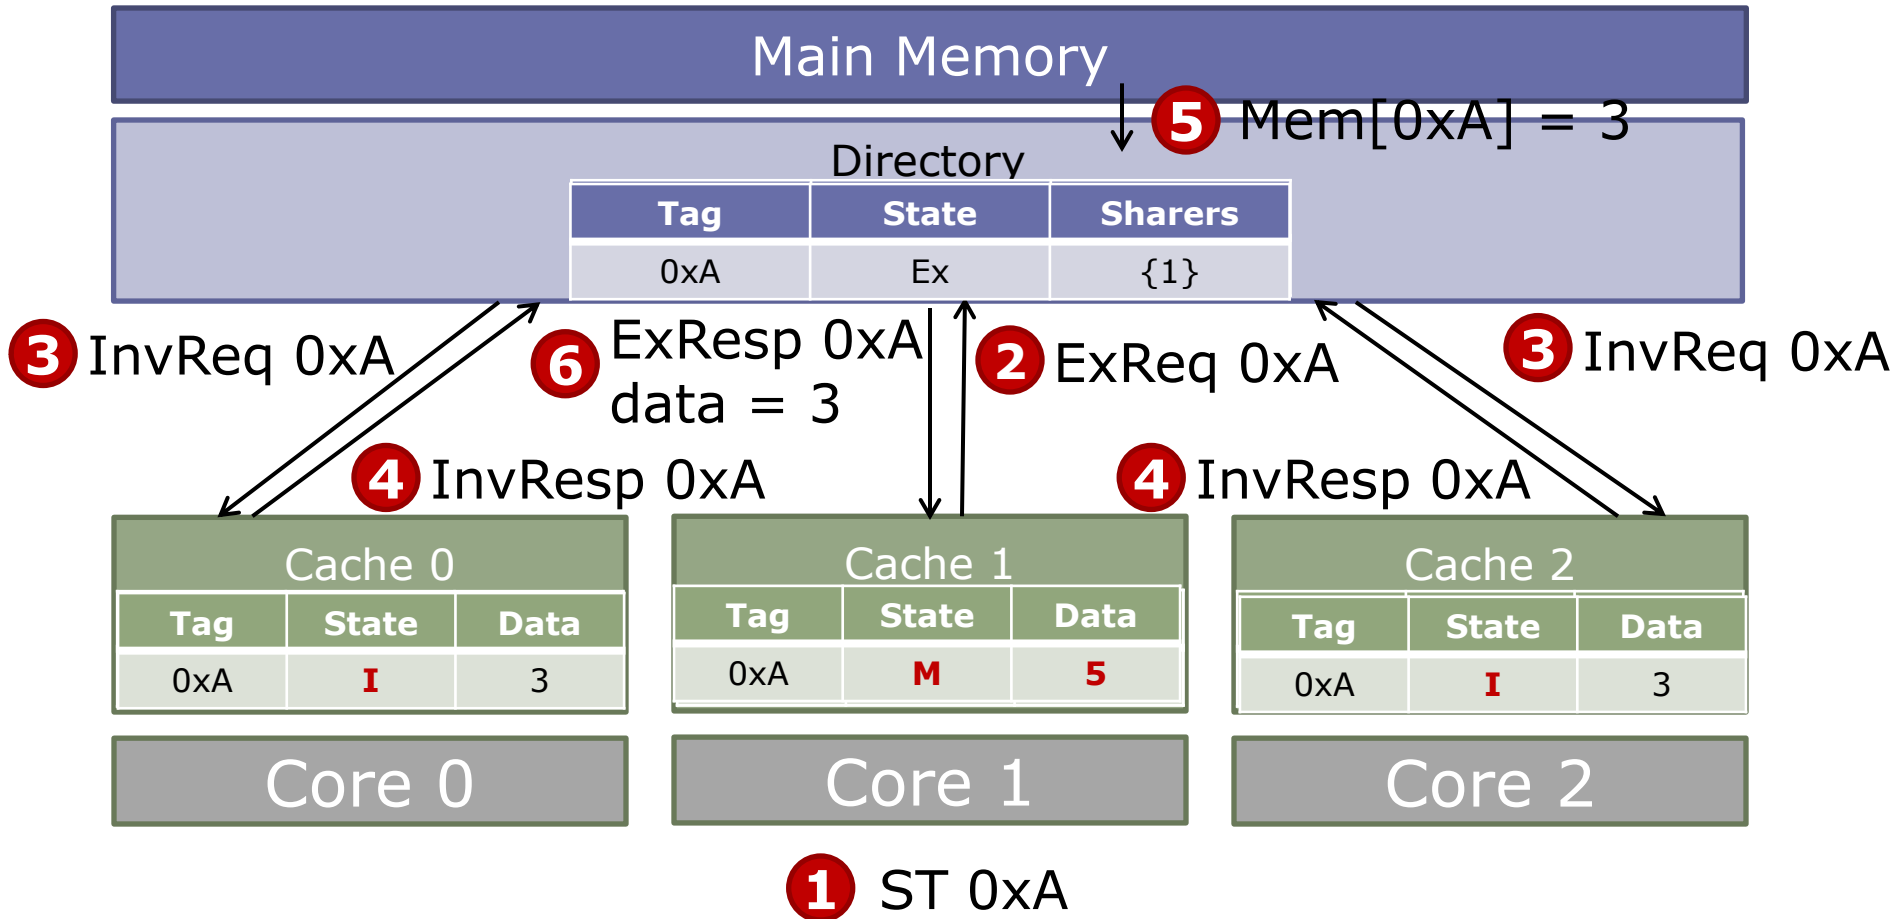 Main Memory
5 Mem[0xA] = 3
Directory
Tag State Sharers
0xA Ex {1}
3 InvReq 0xA
6 ExResp 0xA
data = 3
2 ExReq 0xA
3 InvReq 0xA
4 InvResp 0xA
4 InvResp 0xA
Cache 0
Tag State Data
0xA I 3
Cache 1
Tag State Data
0xA M 5
Cache 2
Tag State Data
0xA I 3
Core 0
Core 1
Core 2
1 ST 0xA